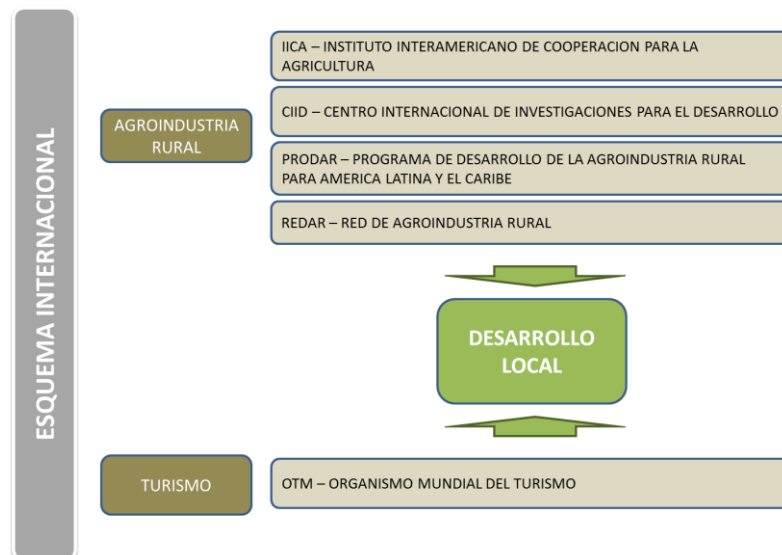 ESQUEMA INTERNACIONAL
AGROINDUSTRIA
RURAL
IICA – INSTITUTO INTERAMERICANO DE COOPERACION PARA LA
AGRICULTURA
CIID – CENTRO INTERNACIONAL DE INVESTIGACIONES PARA EL DESARROLLO
PRODAR – PROGRAMA DE DESARROLLO DE LA AGROINDUSTRIA RURAL
PARA AMERICA LATINA Y EL CARIBE
REDAR – RED DE AGROINDUSTRIA RURAL
DESARROLLO
LOCAL
TURISMO
OTM – ORGANISMO MUNDIAL DEL TURISMO